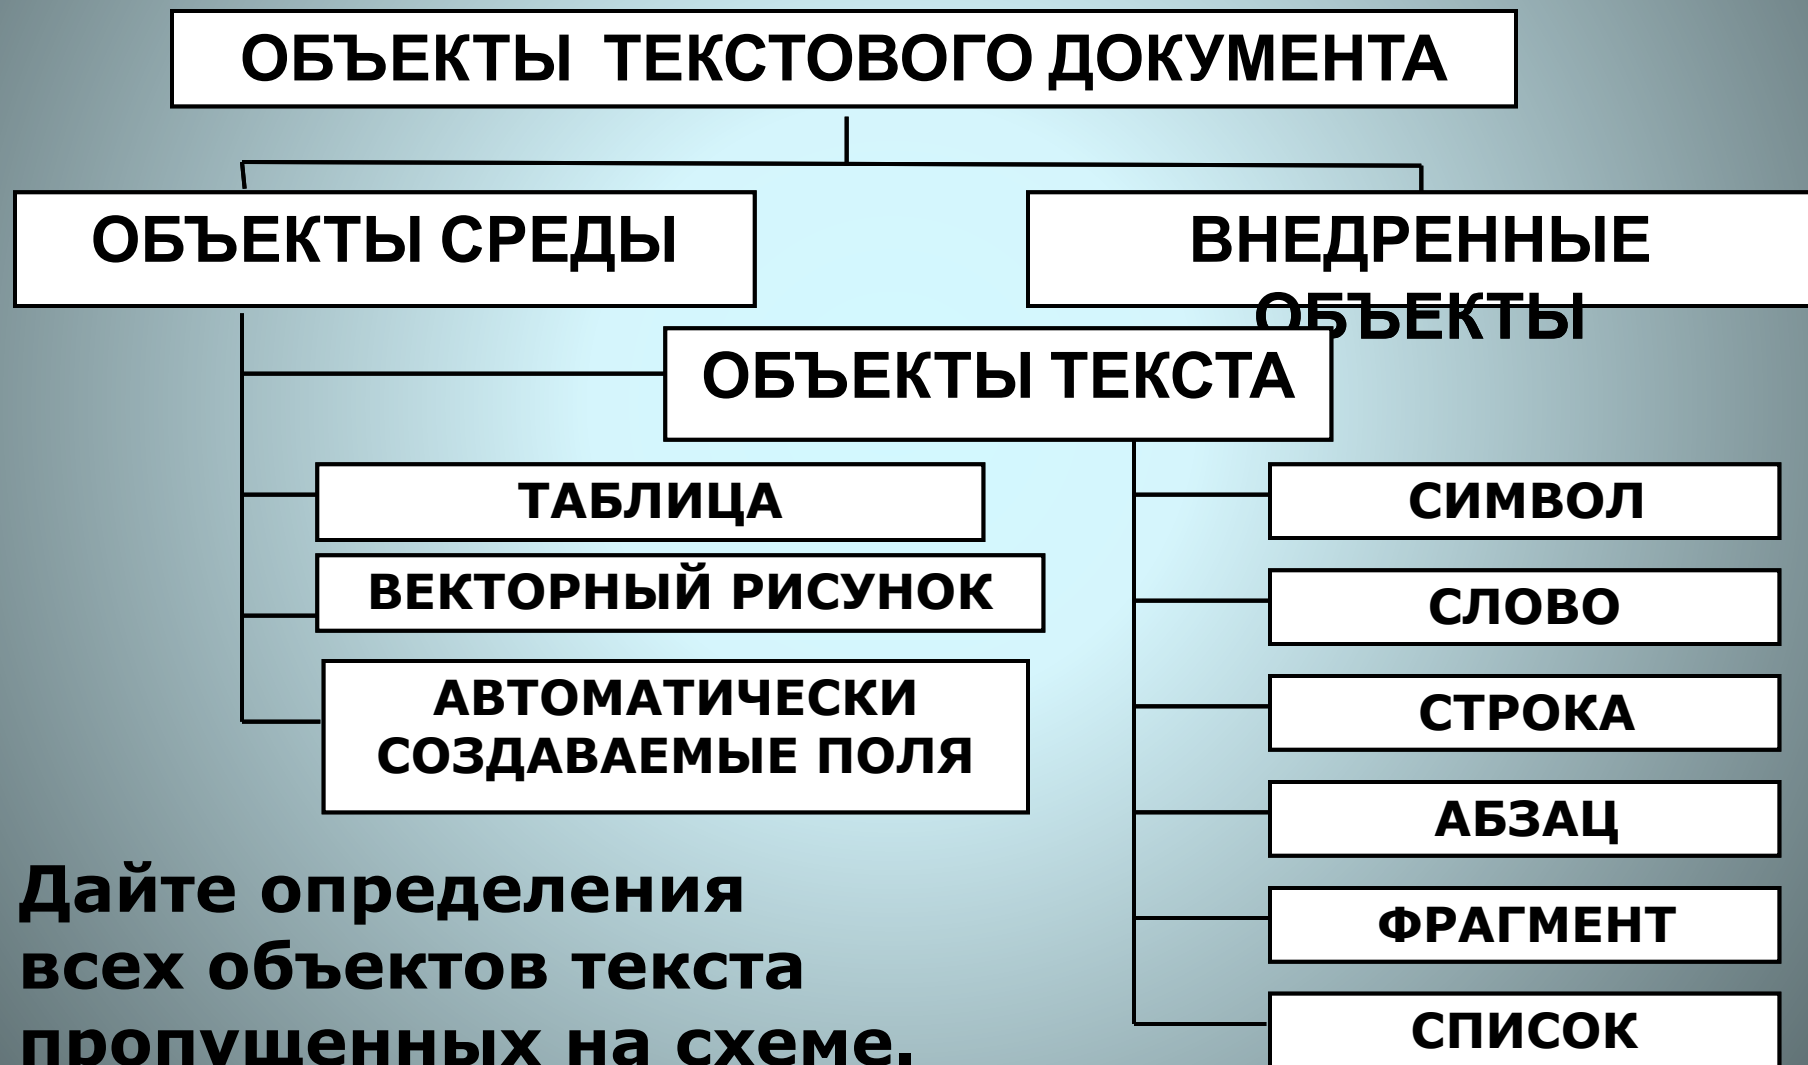 ОБЪЕКТЫ ТЕКСТОВОГО ДОКУМЕНТА
ОБЪЕКТЫ СРЕДЫ
ВНЕДРЕННЫЕ
ОБЪЕКТЫ
ОБЪЕКТЫ ТЕКСТА
ТАБЛИЦА
ВЕКТОРНЫЙ РИСУНОК
АВТОМАТИЧЕСКИ
СОЗДАВАЕМЫЕ ПОЛЯ
СИМВОЛ
СЛОВО
СТРОКА
АБЗАЦ
ФРАГМЕНТ
СПИСОК
Дайте определения
всех объектов текста
пропущенных на схеме.